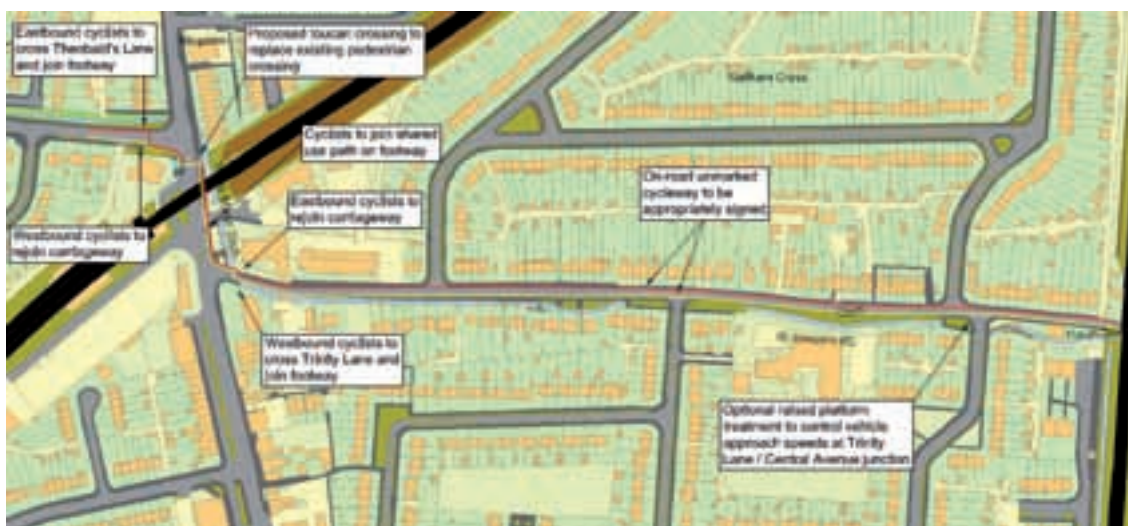 Eastbound cyclists to
cross Theobald's Lane
and join footway
Proposed toucan crossing to
replace existing pedestrian
crossing
Waltham Cross
Cyclists to join shared
use path on footway
On-road unmarked
cycleway to be
appropriately signed
Eastbound cyclists to
rejoin carriageway
Westbound cyclists to
rejoin carriageway
Westbound cyclists to
cross Trinity Lane and
join footway
Optional raised platform
treatment to control vehicle
approach speeds at Trinity
Lane / Central Avenue junction